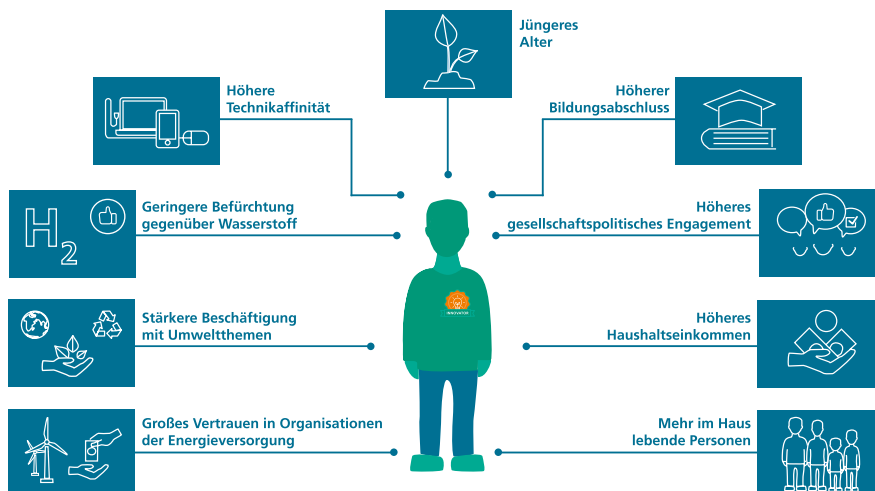 Jüngeres
Alter
Höhere
Technikaffinität
Höherer
Bildungsabschluss
H2
Geringere Befürchtung
gegenüber Wasserstoff
Höheres
gesellschaftspolitisches Engagement
INNOVATOR
Stärkere Beschäftigung
mit Umweltthemen
Höheres
Haushaltseinkommen
Großes Vertrauen in Organisationen
der Energieversorgung
Mehr im Haus
lebende Personen